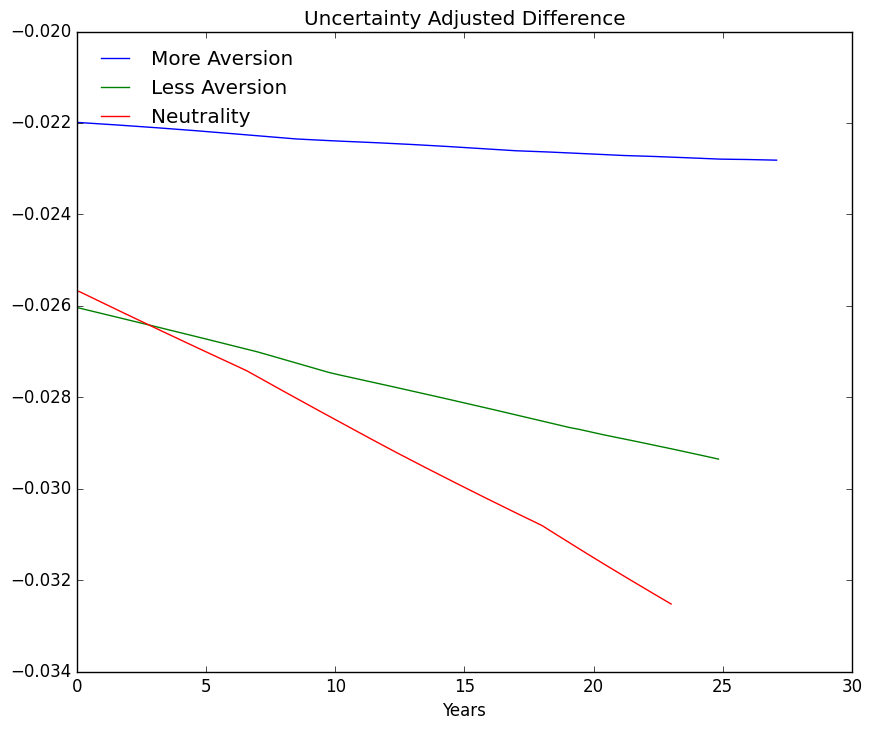 Uncertainty Adjusted Difference
−0.020
−0.022
−0.024
−0.026
−0.028
−0.030
−0.032
−0.034
More Aversion
Less Aversion
Neutrality
0 5 10 15 20 25 30
Years